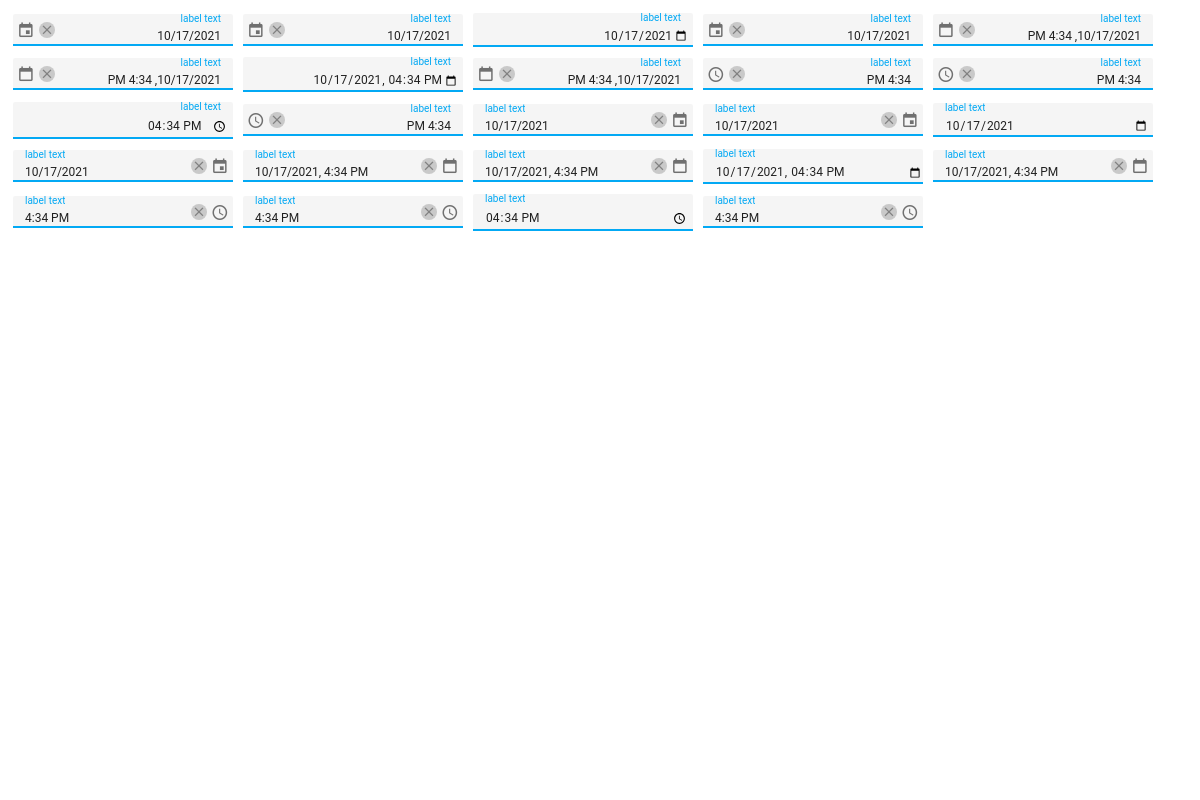 label text
10/17/2021
label text
10/17/2021
label text
10/17/2021
label text
10/17/2021
label text
PM 4:34 ,10/17/2021
label text
PM 4:34 ,10/17/2021
label text
10/17/2021, 04:34 PM
label text
PM 4:34 ,10/17/2021
label text
PM 4:34
label text
PM 4:34
label text
04:34 PM
label text
PM 4:34
label text
10/17/2021
label text
10/17/2021
label text
10/17/2021
label text
10/17/2021
label text
10/17/2021, 4:34 PM
label text
10/17/2021, 4:34 PM
label text
10/17/2021, 04:34 PM
label text
10/17/2021, 4:34 PM
label text
4:34 PM
label text
4:34 PM
label text
04:34 PM
label text
4:34 PM